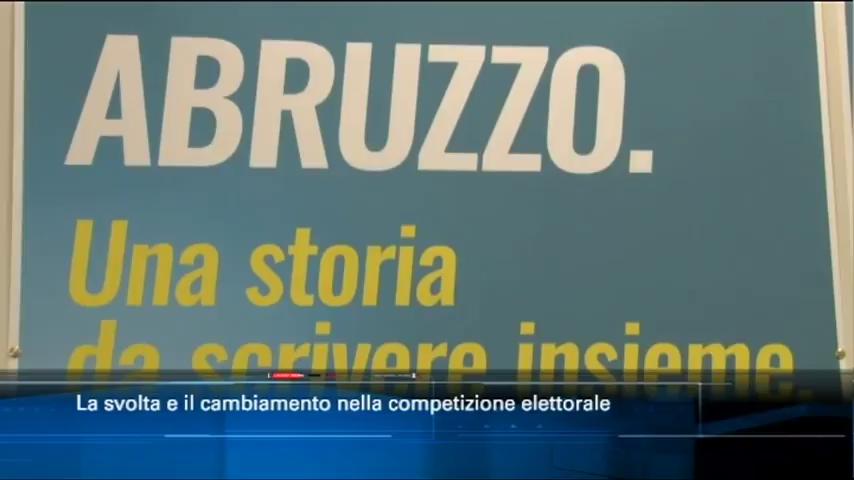 ABRUZZO.
Una storia
da scrivere insieme.
La svolta e il cambiamento nella competizione elettorale